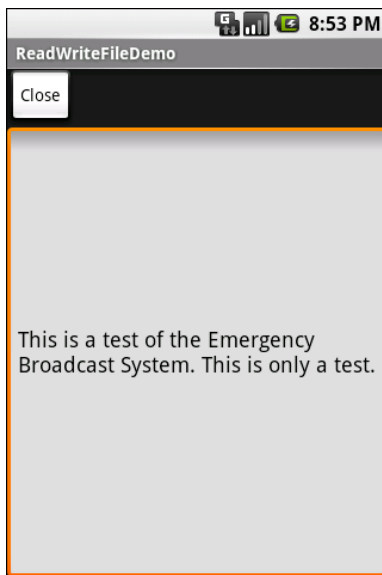 8:53 PM
ReadWriteFileDemo
Close
This is a test of the Emergency
Broadcast System. This is only a test.